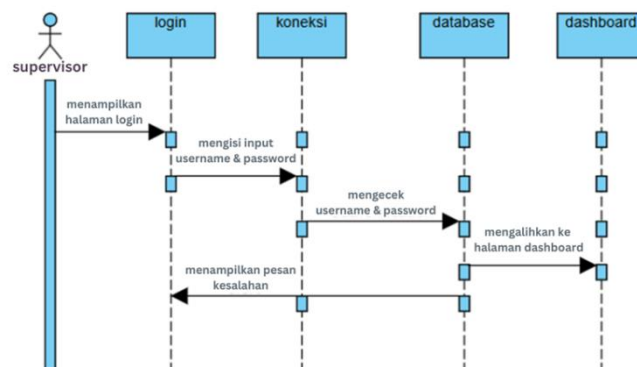 login
koneksi
database
dashboard
supervisor
menampilkan
halaman login
mengisi input
username & password
mengecek
username & password
mengalihkan ke
halaman dashboard
menampilkan pesan
kesalahan